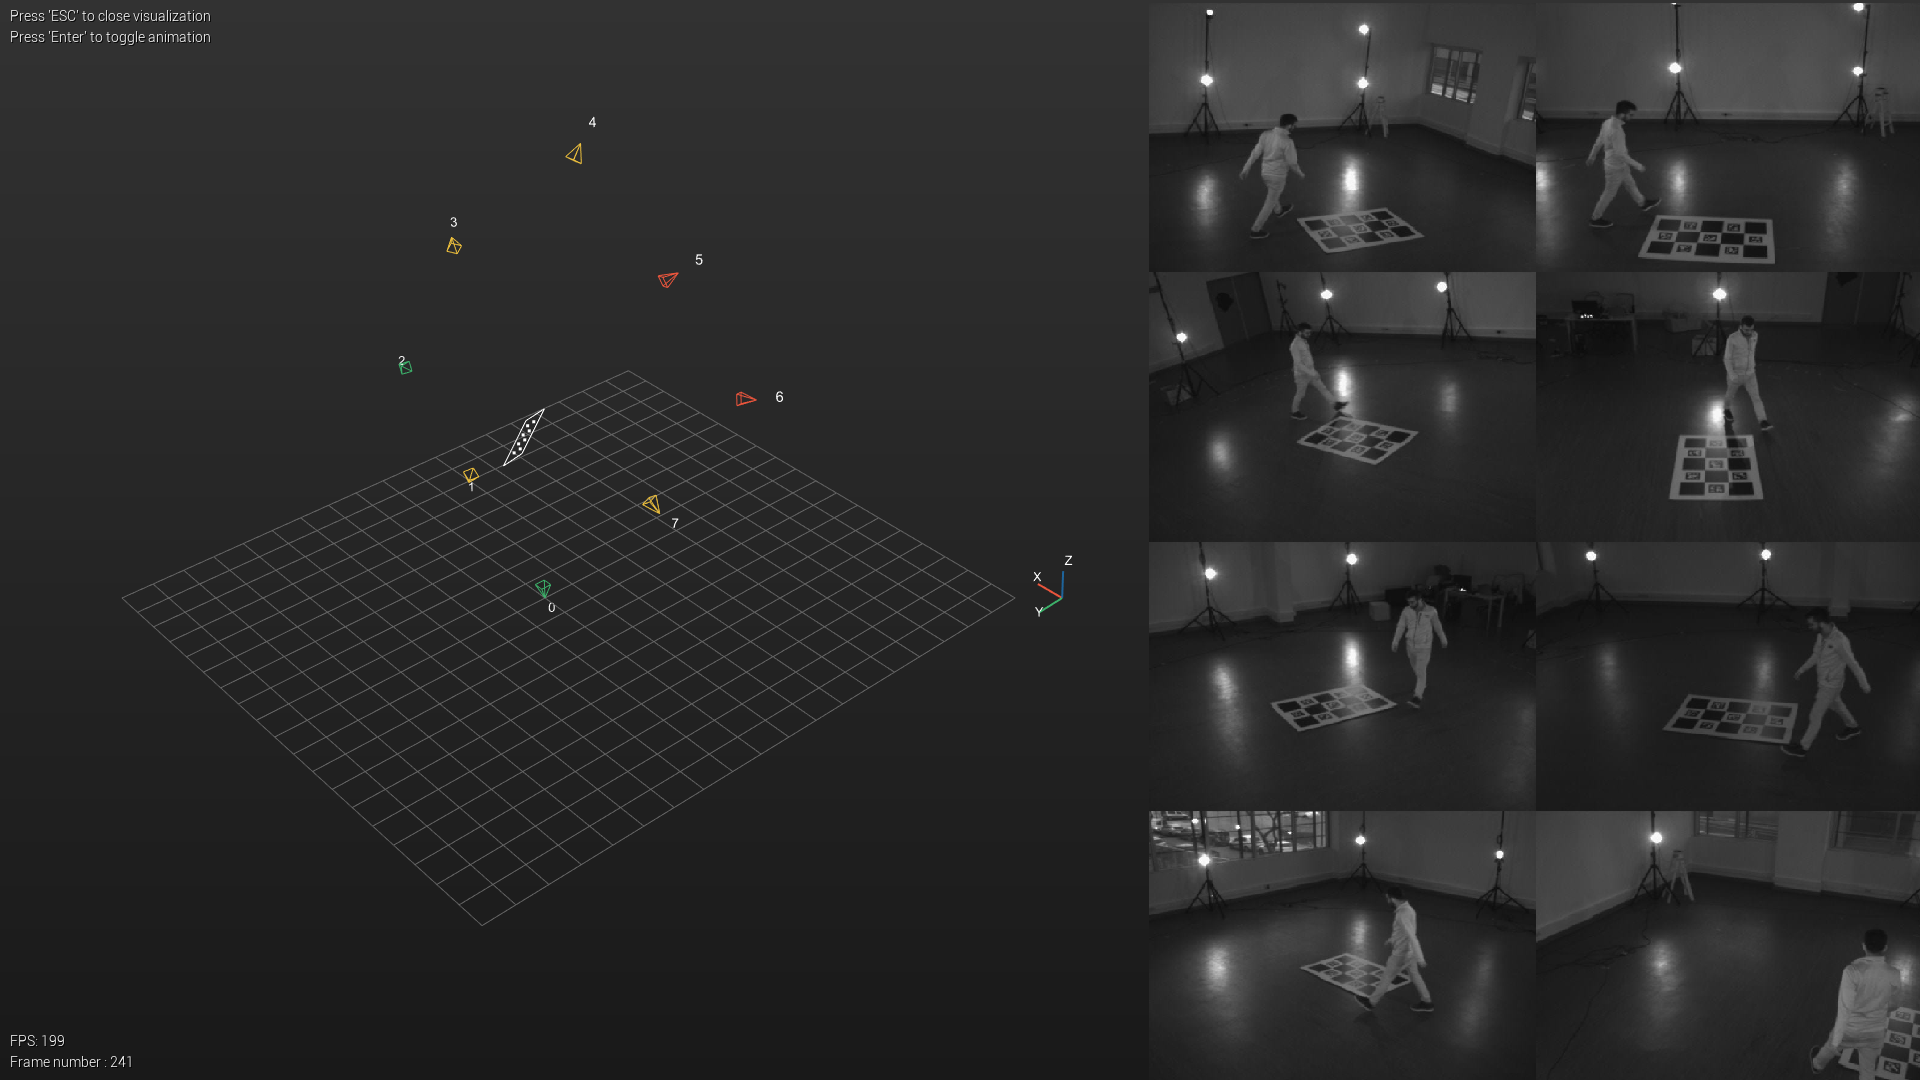 Press 'ESC' to close visualization
Press 'Enter' to toggle animation
4
3
5
2
6
1
7
Z
X
Y
0
FPS: 199
Frame number : 241